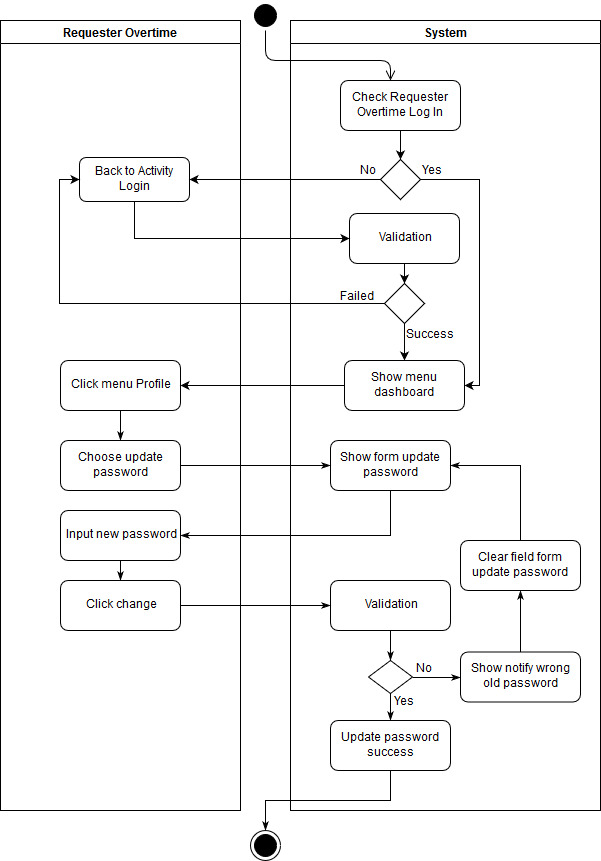 Requester Overtime
System
Check Requester
Overtime Log In
No
Yes
Back to Activity
Login
Validation
Failed
Success
Click menu Profile
Show menu
dashboard
Choose update
password
Show form update
password
Input new password
Clear field form
update password
Click change
Validation
No
Show notify wrong
old password
Yes
Update password
success